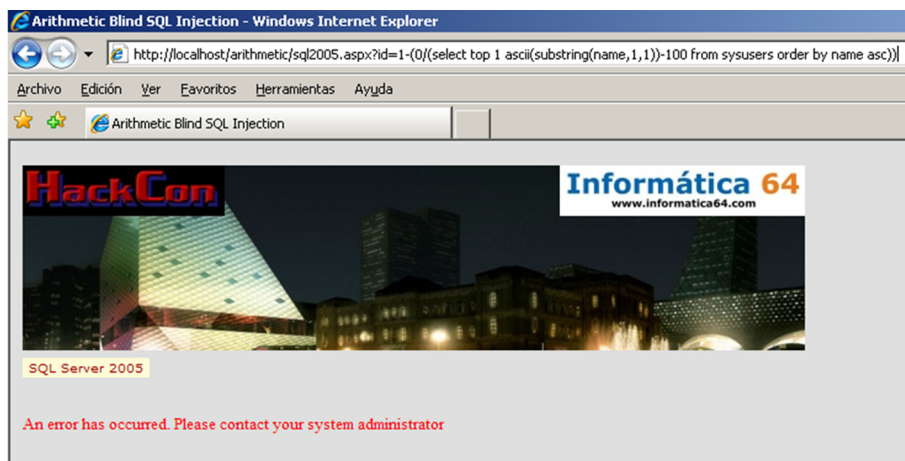 Arithmetic Blind SQL Injection - Windows Internet Explorer
http://localhost/arithmetic/sql2005.aspx?id=1-(0/(select top 1 ascii(substring(name,1,1))-100 from sysusers order by name asc))
Archivo Edición Ver Favoritos Herramientas Ayuda
Arithmetic Blind SQL Injection
HackCon
Informática 64
www.informatica64.com
SQL Server 2005
An error has occurred. Please contact your system administrator